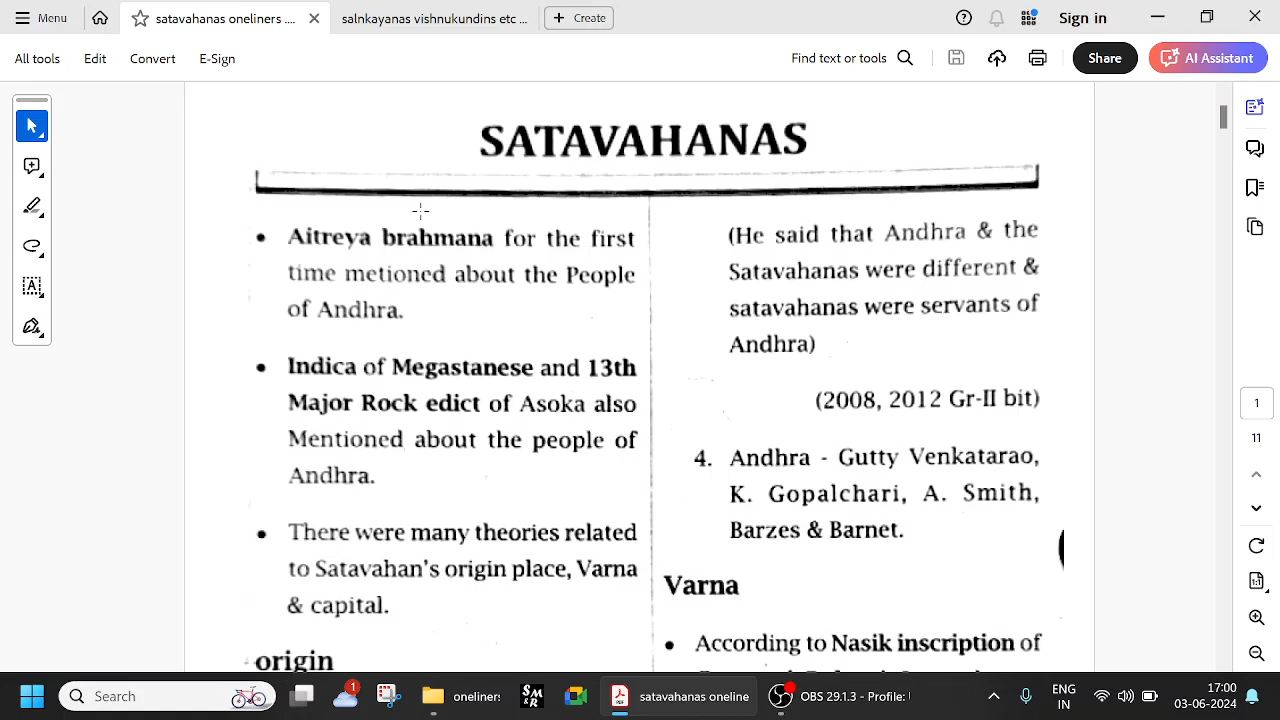 Menu
satavahanas oneliners ...
salnkayanas vishnukundins etc ...
Create
Sign in
All tools
Edit
Convert
E-Sign
Find text or tools
Share
AI Assistant
SATAVAHANAS
• Aitreya brahmana for the first
time metioned about the People
of Andhra.
• Indica of Megastanese and 13th
Major Rock edict of Asoka also
Mentioned about the people of
Andhra.
• There were many theories related
to Satavahan's origin place, Varna
& capital.
origin
(He said that Andhra & the
Satavahanas were different &
satavahanas were servants of
Andhra)
(2008, 2012 Gr-II bit)
4. Andhra - Gutty Venkatarao,
K. Gopalchari, A. Smith,
Barzes & Barnet.
Varna
• According to Nasik inscription of
1
11
Search
1
oneliners
SM
&R
satavahanas oneline
OBS 29.1.3 - Profile:
ENG
IN
17:00
03-06-2024